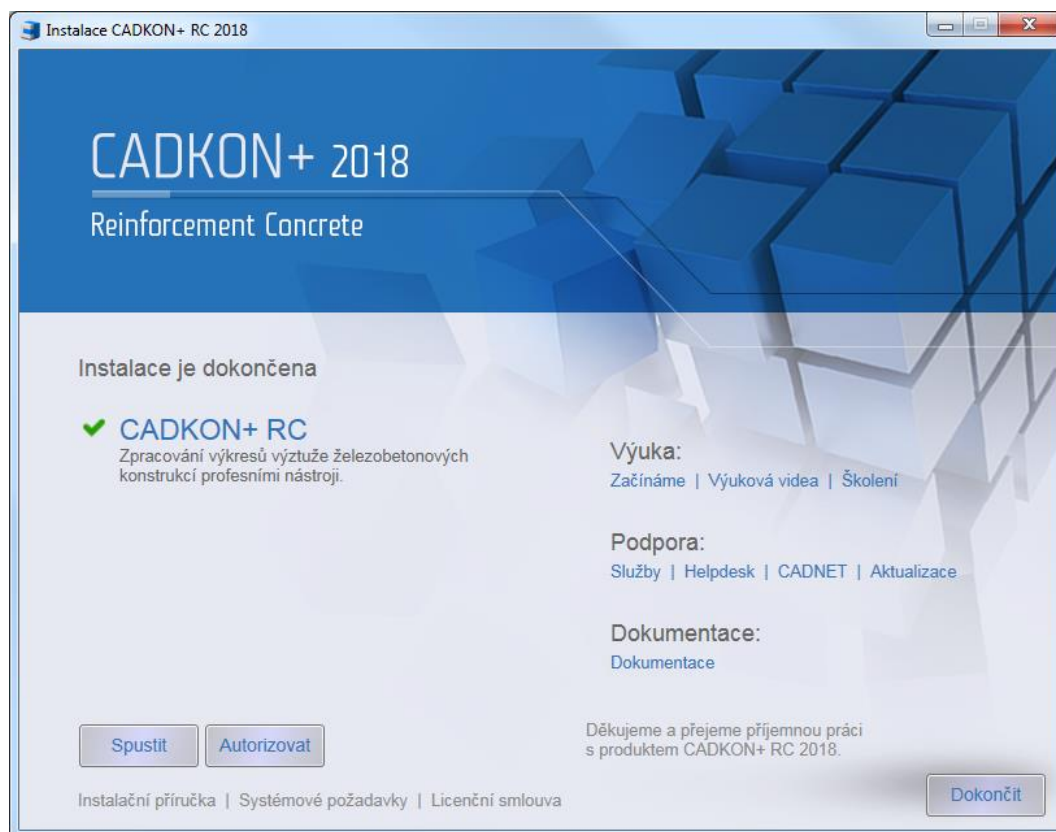 Instalace CADKON+ RC 2018
CADKON+ 2018
Reinforcement Concrete
Instalace je dokončena
CADKON+ RC
Zpracování výkresů výztuže železobetonových
konstrukcí profesními nástroji.
Výuka:
Začínáme | Výuková videa | Školení
Podpora:
Služby | Helpdesk | CADNET | Aktualizace
Dokumentace:
Dokumentace
Spustit
Autorizovat
Děkujeme a přejeme příjemnou práci
s produktem CADKON+ RC 2018.
Instalační příručka | Systémové požadavky | Licenční smlouva
Dokončit